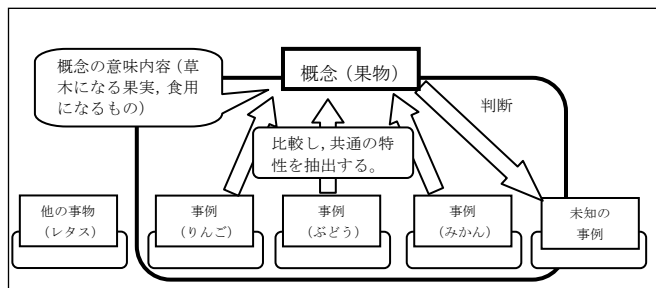 概念の意味内容（草
木になる果実，食用
になるもの）
概念（果物）
判断
比較し，共通の特
性を抽出する。
他の事物
（レタス）
事例
（りんご）
事例
（ぶどう）
事例
（みかん）
未知の
事例